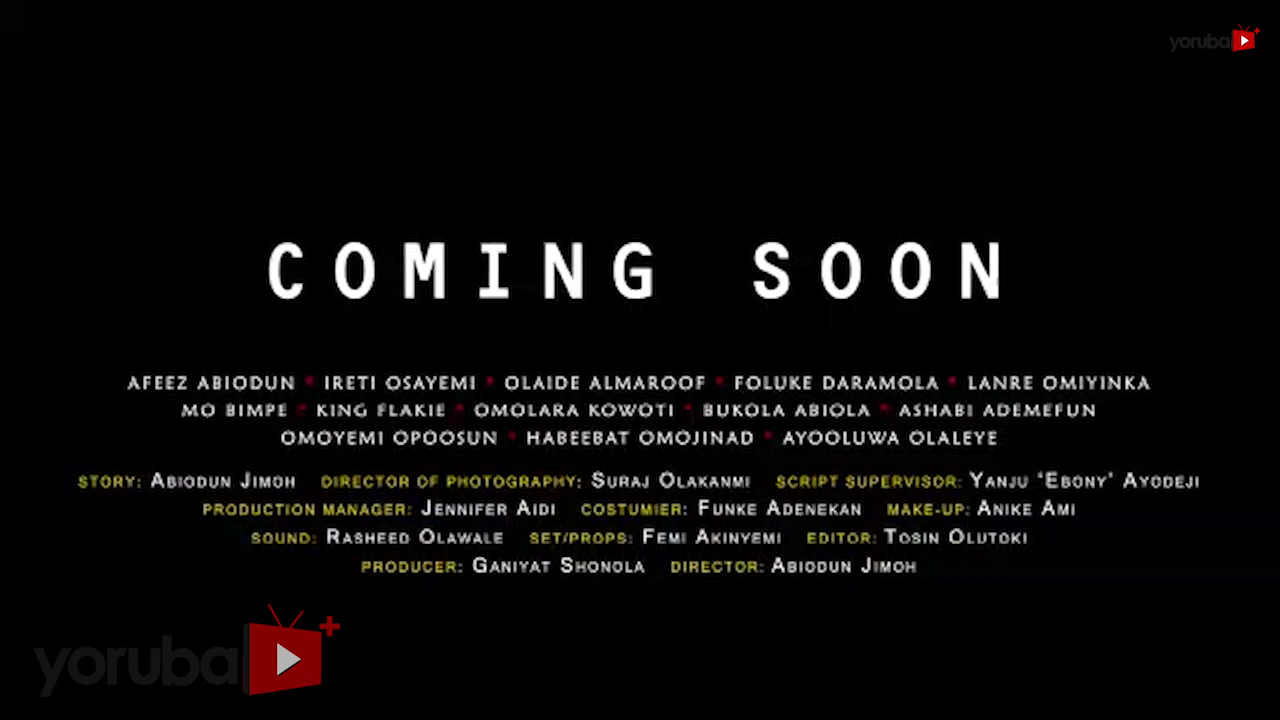 yoruba
COMING SOON
AFEEZ ABIODUN * IRETI OSAYEMI * OLAIDE ALMAROOF * FOLUKE DARAMOLA * LANRE OMIYINKA
MO BIMPE * KING FLAKIE * OMOLARA KOWOTI * BUKOLA ABIOLA * ASHABI ADEMEFUN
OMOYEMI OPOOSUN * HABEEBAT OMOJINAD * AYOOLUWA OLALEYE
STORY: ABIODUN JIMOH DIRECTOR OF PHOTOGRAPHY: SURAJ OLAKANMI SCRIPT SUPERVISOR: YANJU ‘EBONY’ AYODEJI
PRODUCTION MANAGER: JENNIFER AIDI COSTUMIER: FUNKE ADENEKAN MAKE-UP: ANIKE AMI
SOUND: RASHEED OLAWALE SET/PROPS: FEMI AKINYEMI EDITOR: TOSIN OLUTOKI
PRODUCER: GANIYAT SHONOLA DIRECTOR: ABIODUN JIMOH
yoruba+